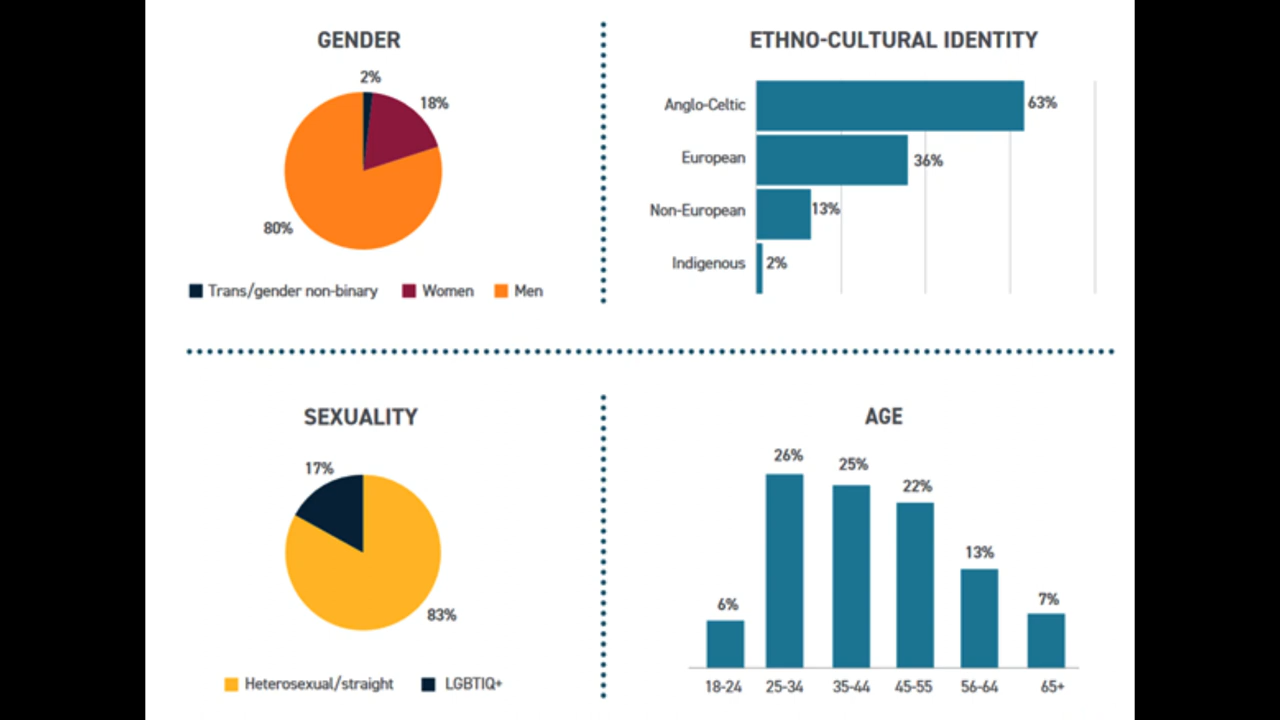 GENDER
2%
18%
80%
Trans/gender non-binary Women Men
ETHNO-CULTURAL IDENTITY
Anglo-Celtic 63%
European 36%
Non-European 13%
Indigenous 2%
SEXUALITY
17%
83%
Heterosexual/straight LGBTIQ+
AGE
26%
25%
22%
13%
6%
7%
18-24 25-34 35-44 45-55 56-64 65+